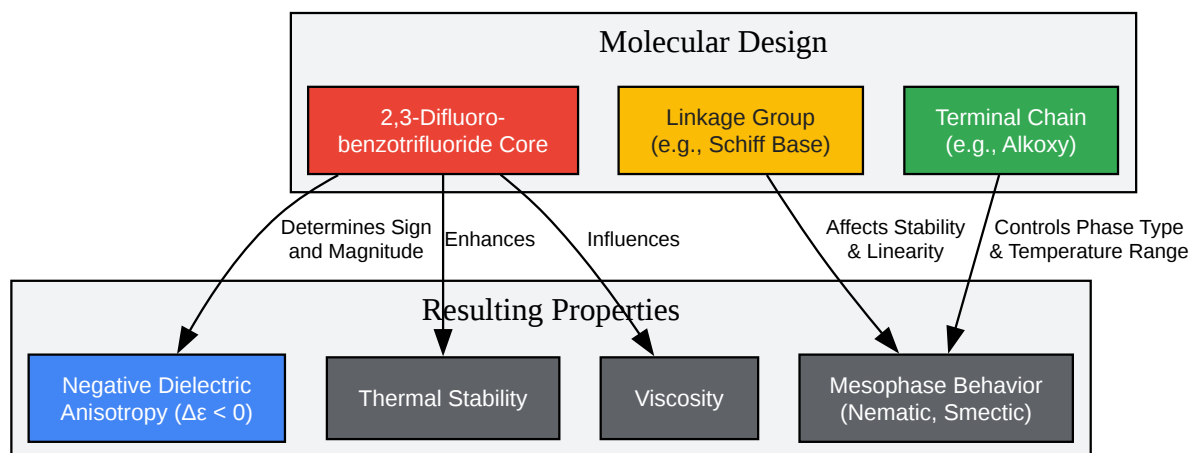 Molecular Design
2,3-Difluoro-
benzotrifluoride Core
Linkage Group
(e.g., Schiff Base)
Terminal Chain
(e.g., Alkoxy)
Determines Sign
and Magnitude
Enhances
Influences
Affects Stability
& Linearity
Controls Phase Type
& Temperature Range
Resulting Properties
Negative Dielectric
Anisotropy (Δε < 0)
Thermal Stability
Viscosity
Mesophase Behavior
(Nematic, Smectic)